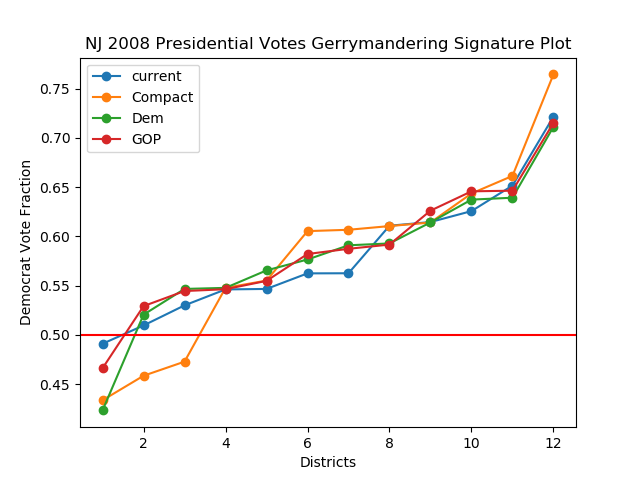 NJ 2008 Presidential Votes Gerrymandering Signature Plot
current
Compact
Dem
GOP
Democrat Vote Fraction
0.75
0.70
0.65
0.60
0.55
0.50
0.45
2 4 6 8 10 12
Districts